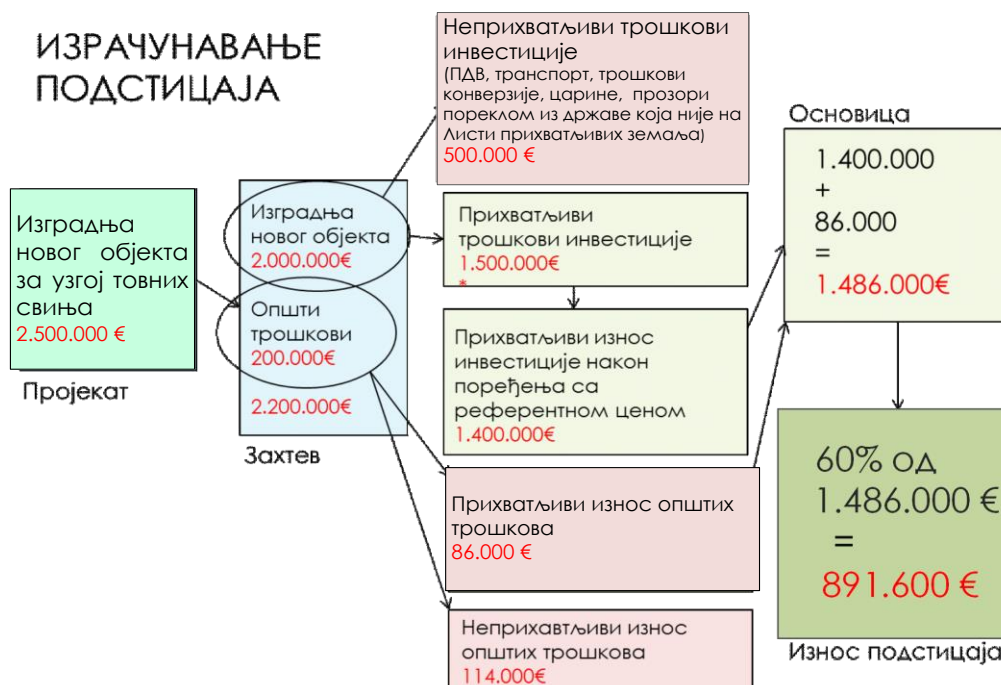 ИЗРАЧУНАВАЊЕ
ПОДСТИЦАЈА
Изградња
новог објекта
за узгој товних
свиња
2.500.000 €
Пројекат
Изградња
новог објекта
2.000.000€
Општи
трошкови
200.000€
2.200.000€
Захтев
Неприхватљиви трошкови
инвестиције
(ПДВ, транспорт, трошкови
конверзије, царине, прозори
пореклом из државе која није на
Листи прихватљивих земаља)
500.000 €
Прихватљиви
трошкови инвестиције
1.500.000€
*
Прихватљиви износ
инвестиције након
поређења са
референтном ценом
1.400.000€
Прихватљиви износ општих
трошкова
86.000 €
Неприхавтљиви износ
општих трошкова
114.000€
Основица
1.400.000
+
86.000
=
1.486.000€
60% од
1.486.000 €
=
891.600 €
Износ подстицаја